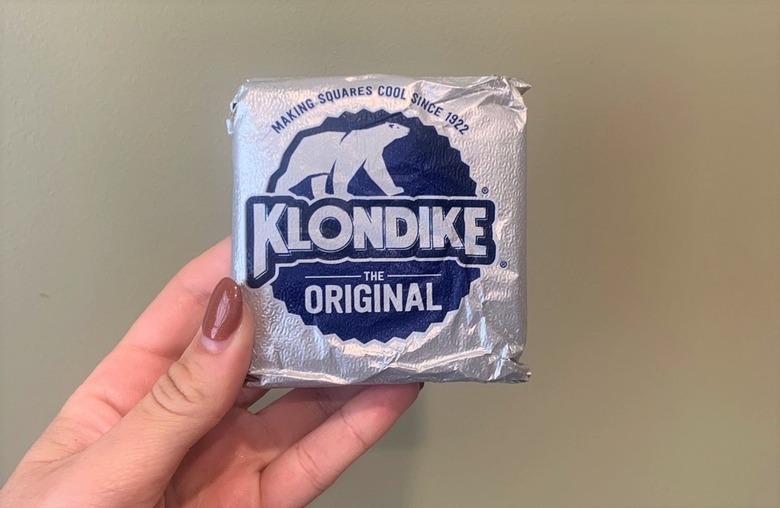 MAKING SQUARES COOL SINCE 1922
KLONDIKE
THE
ORIGINAL